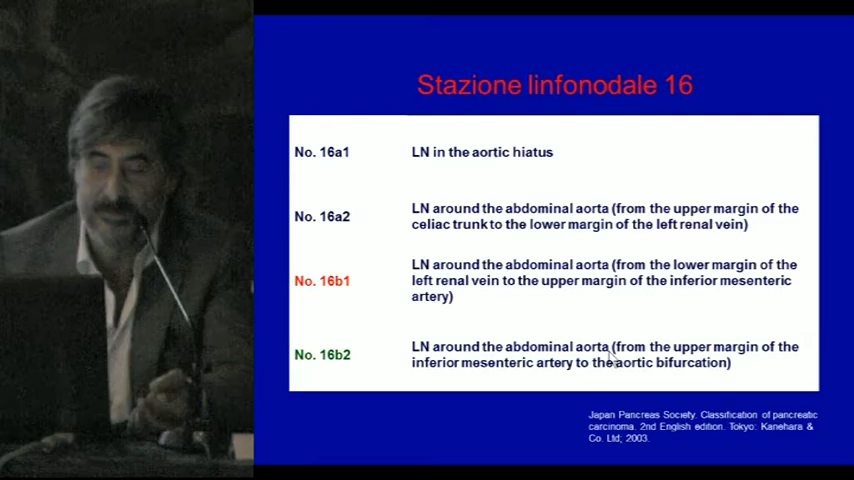 Stazione linfonodale 16
No. 16a1 LN in the aortic hiatus
No. 16a2 LN around the abdominal aorta (from the upper margin of the
celiac trunk to the lower margin of the left renal vein)
No. 16b1 LN around the abdominal aorta (from the lower margin of the
left renal vein to the upper margin of the inferior mesenteric
artery)
No. 16b2 LN around the abdominal aorta (from the upper margin of the
inferior mesenteric artery to the aortic bifurcation)
Japan Pancreas Society. Classification of pancreatic
carcinoma. 2nd English edition. Tokyo: Kanehara &
Co. Ltd; 2003.